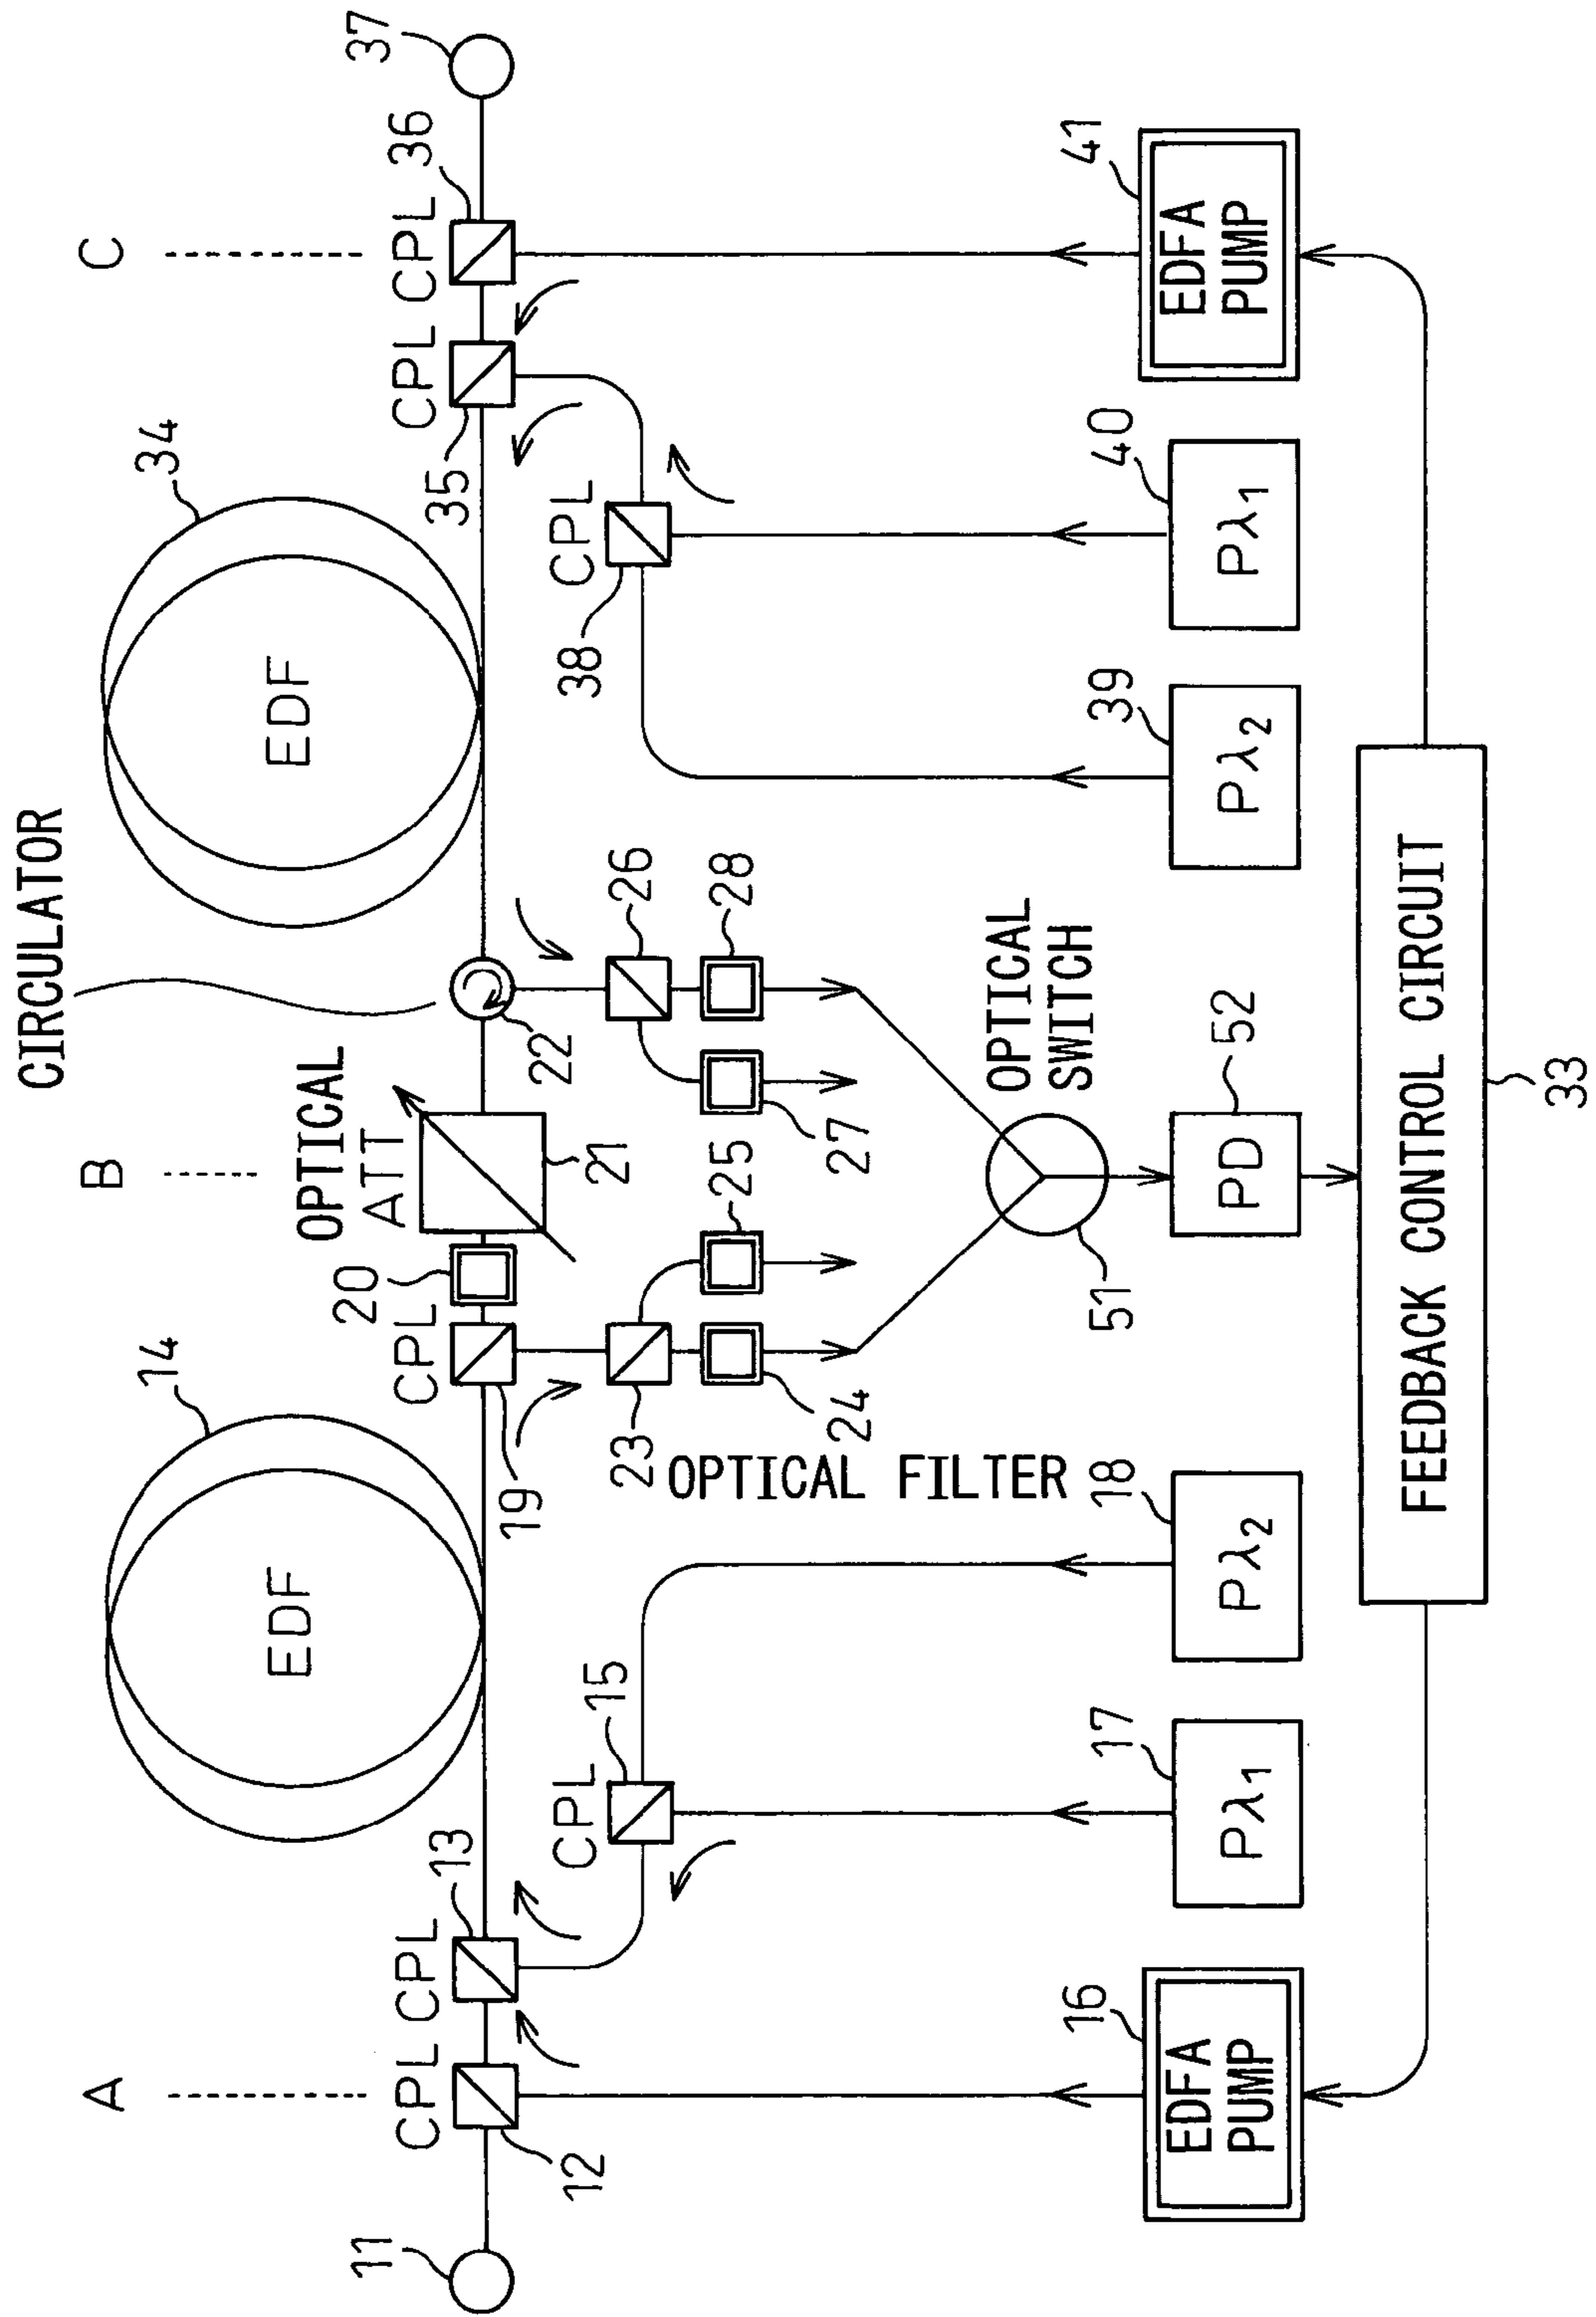 A
B
C
CIRCULATOR
14
EDF
34
EDF
OPTICAL
ATT
11
12
CPL
CPL
13
CPL
19
20
21
22
35
CPL
CPL
36
37
CPL
15
23
24
25
26
27
28
38
CPL
OPTICAL FILTER
OPTICAL
SWITCH
51
16
EDFA
PUMP
17
Pλ1
18
Pλ2
PD
52
39
Pλ2
40
Pλ1
41
EDFA
PUMP
FEEDBACK CONTROL CIRCUIT
33